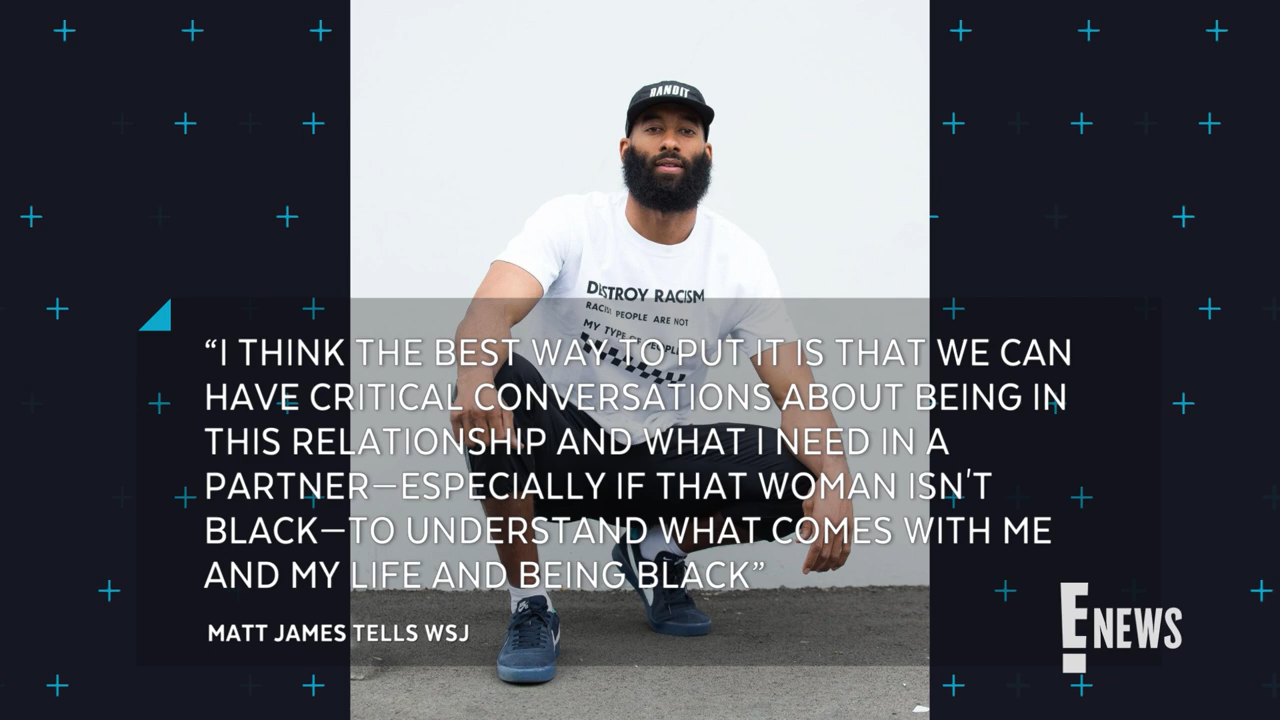 BANDIT
DESTROY RACISM
RACIST PEOPLE ARE NOT
MY TYPE OF PEOPLE
“I THINK THE BEST WAY TO PUT IT IS THAT WE CAN
HAVE CRITICAL CONVERSATIONS ABOUT BEING IN
THIS RELATIONSHIP AND WHAT I NEED IN A
PARTNER—ESPECIALLY IF THAT WOMAN ISN'T
BLACK—TO UNDERSTAND WHAT COMES WITH ME
AND MY LIFE AND BEING BLACK”
MATT JAMES TELLS WSJ
E! NEWS